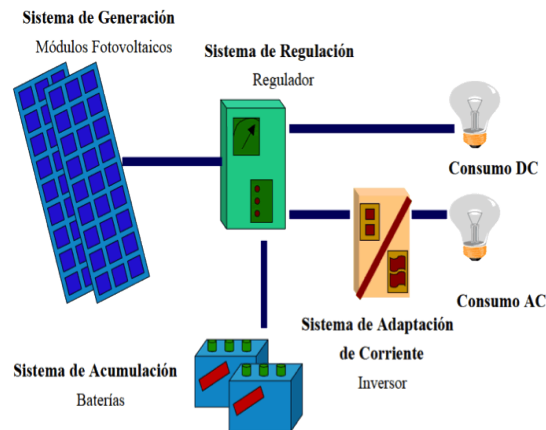 Sistema de Generación
Módulos Fotovoltaicos
Sistema de Regulación
Regulador
Consumo DC
Consumo AC
Sistema de Adaptación
de Corriente
Inversor
Sistema de Acumulación
Baterías